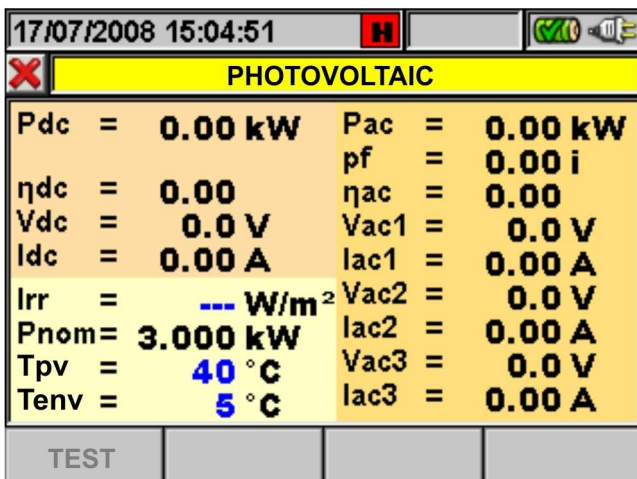 17/07/2008 15:04:51 H
PHOTOVOLTAIC
Pdc = 0.00 kW
ηdc = 0.00
Vdc = 0.0 V
Idc = 0.00 A
Irr = --- W/m²
Pnom= 3.000 kW
Tpv = 40 °C
Tenv = 5 °C
Pac = 0.00 kW
pf = 0.00 i
ηac = 0.00
Vac1 = 0.0 V
Iac1 = 0.00 A
Vac2 = 0.0 V
Iac2 = 0.00 A
Vac3 = 0.0 V
Iac3 = 0.00 A
TEST